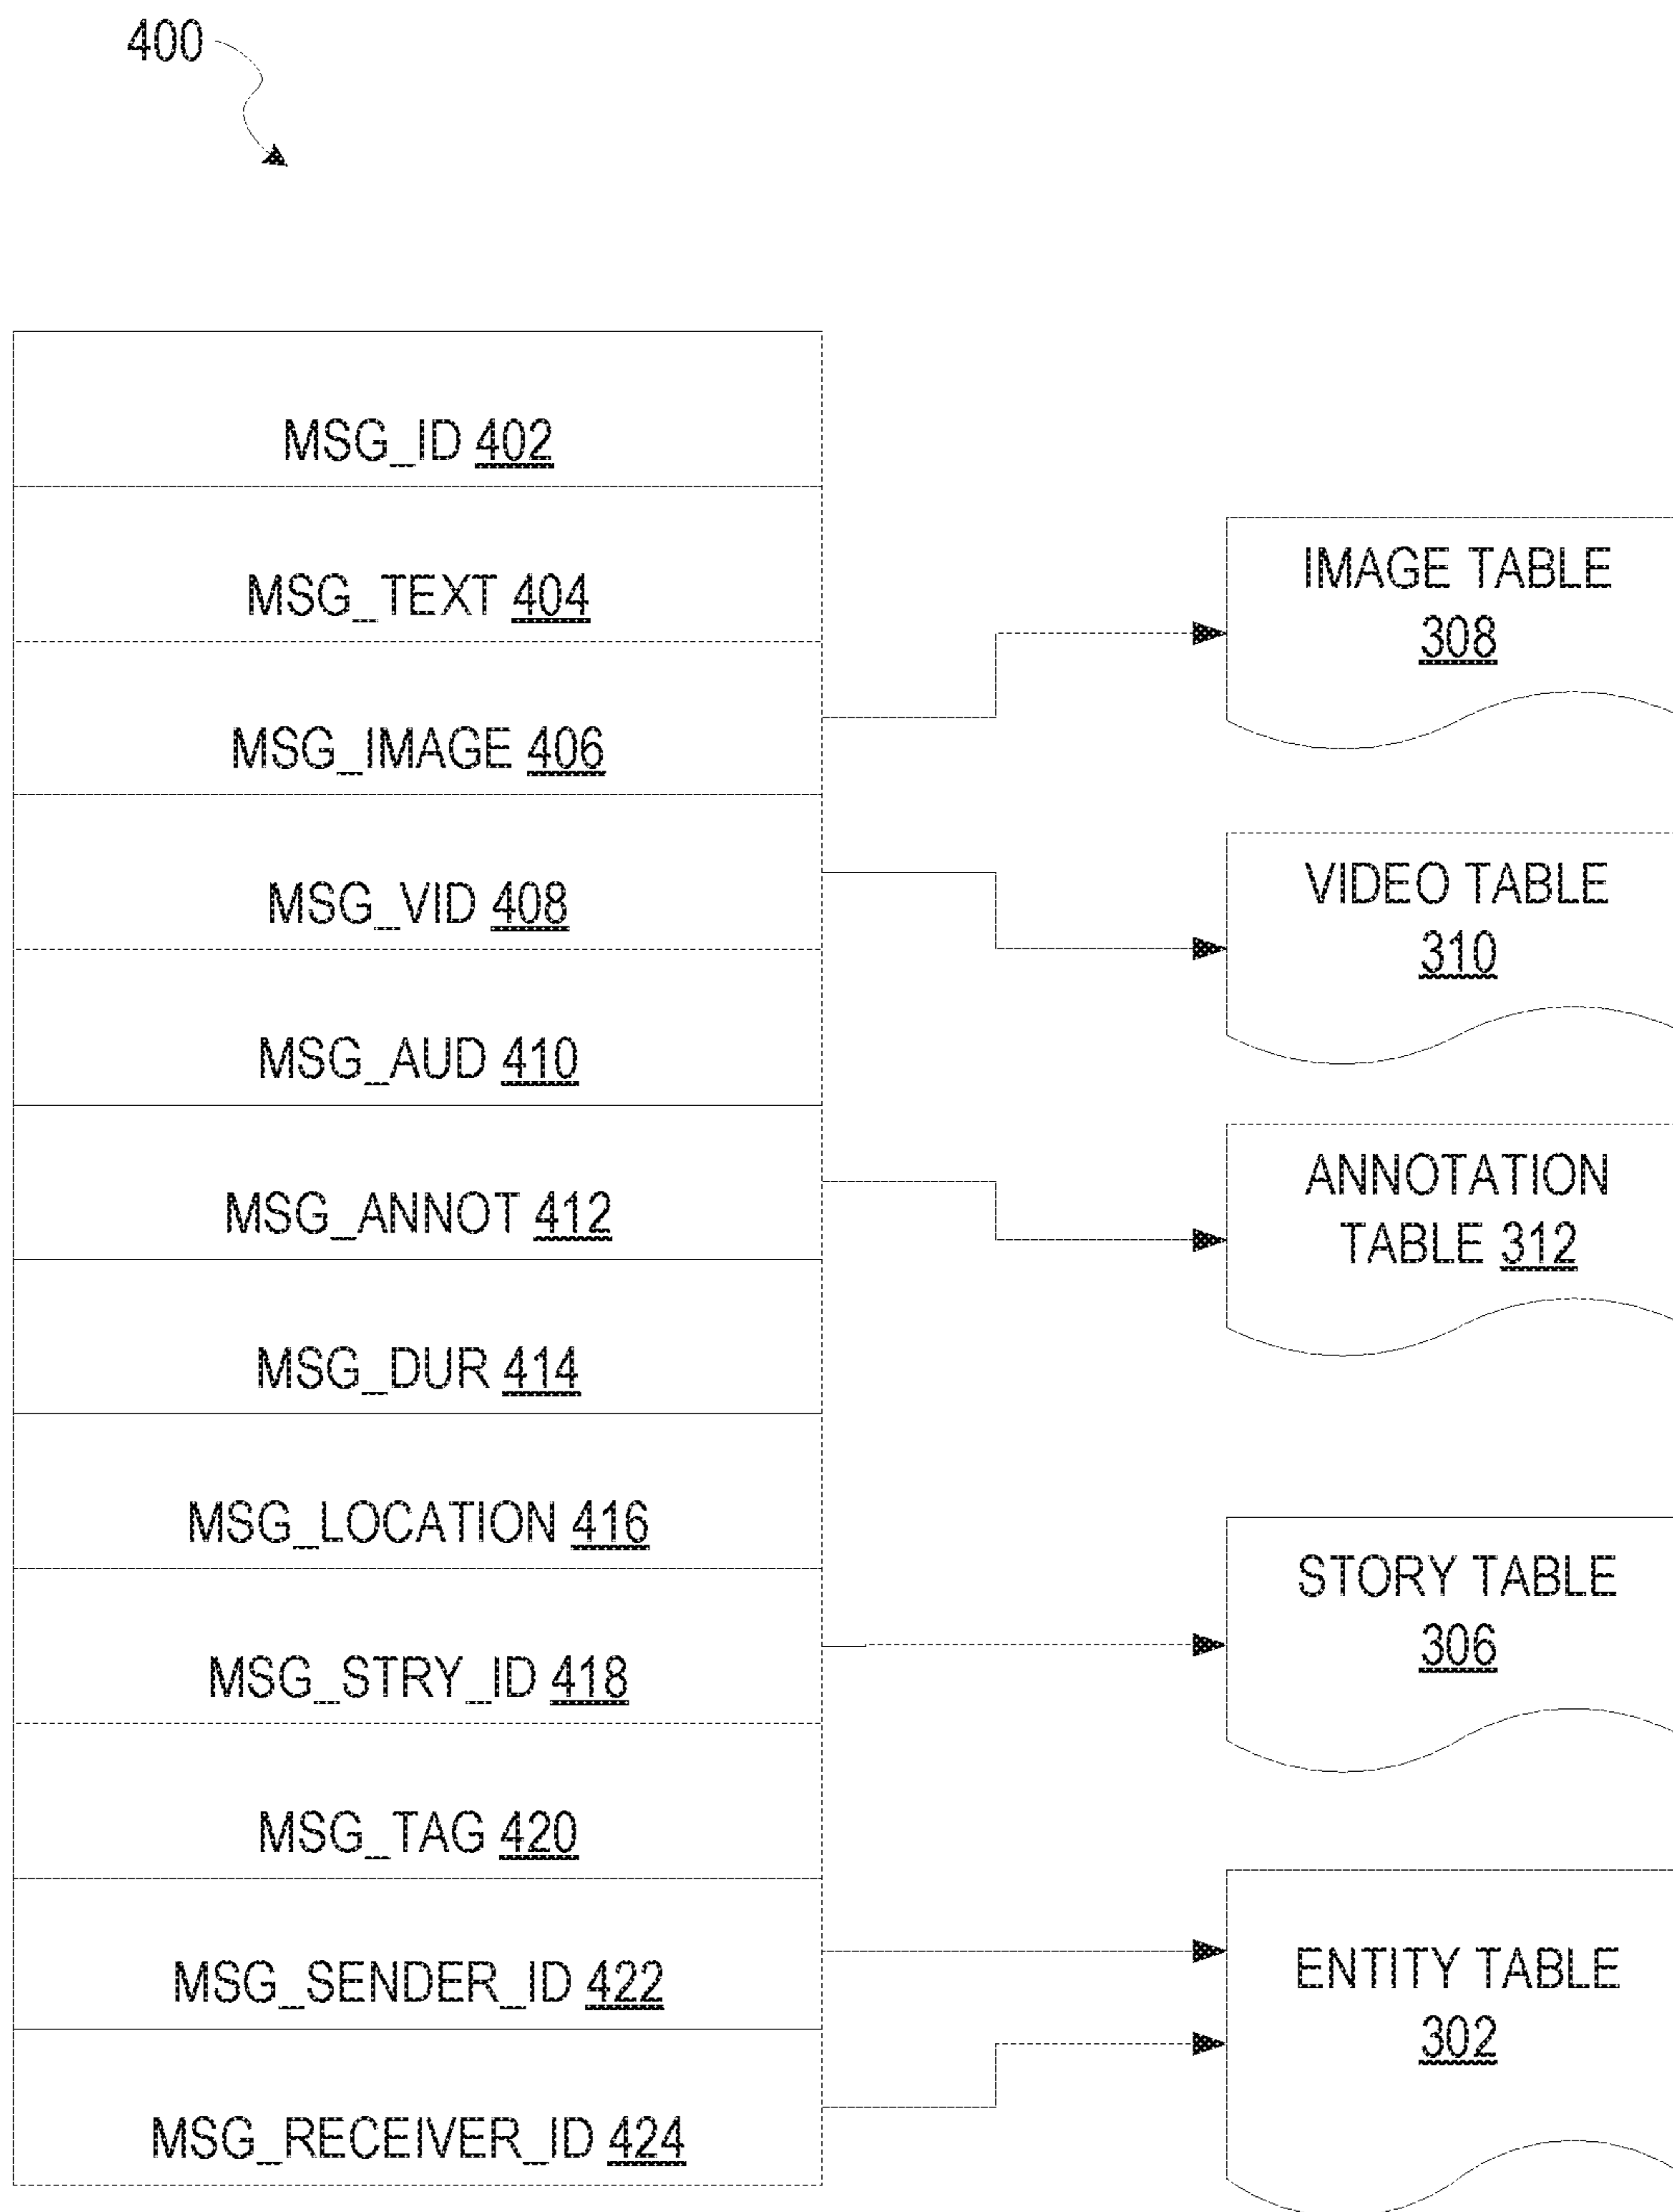 400
MSG_ID 402
MSG_TEXT 404
MSG_IMAGE 406
MSG_VID 408
MSG_AUD 410
MSG_ANNOT 412
MSG_DUR 414
MSG_LOCATION 416
MSG_STRY_ID 418
MSG_TAG 420
MSG_SENDER_ID 422
MSG_RECEIVER_ID 424
IMAGE TABLE
308
VIDEO TABLE
310
ANNOTATION
TABLE 312
STORY TABLE
306
ENTITY TABLE
302